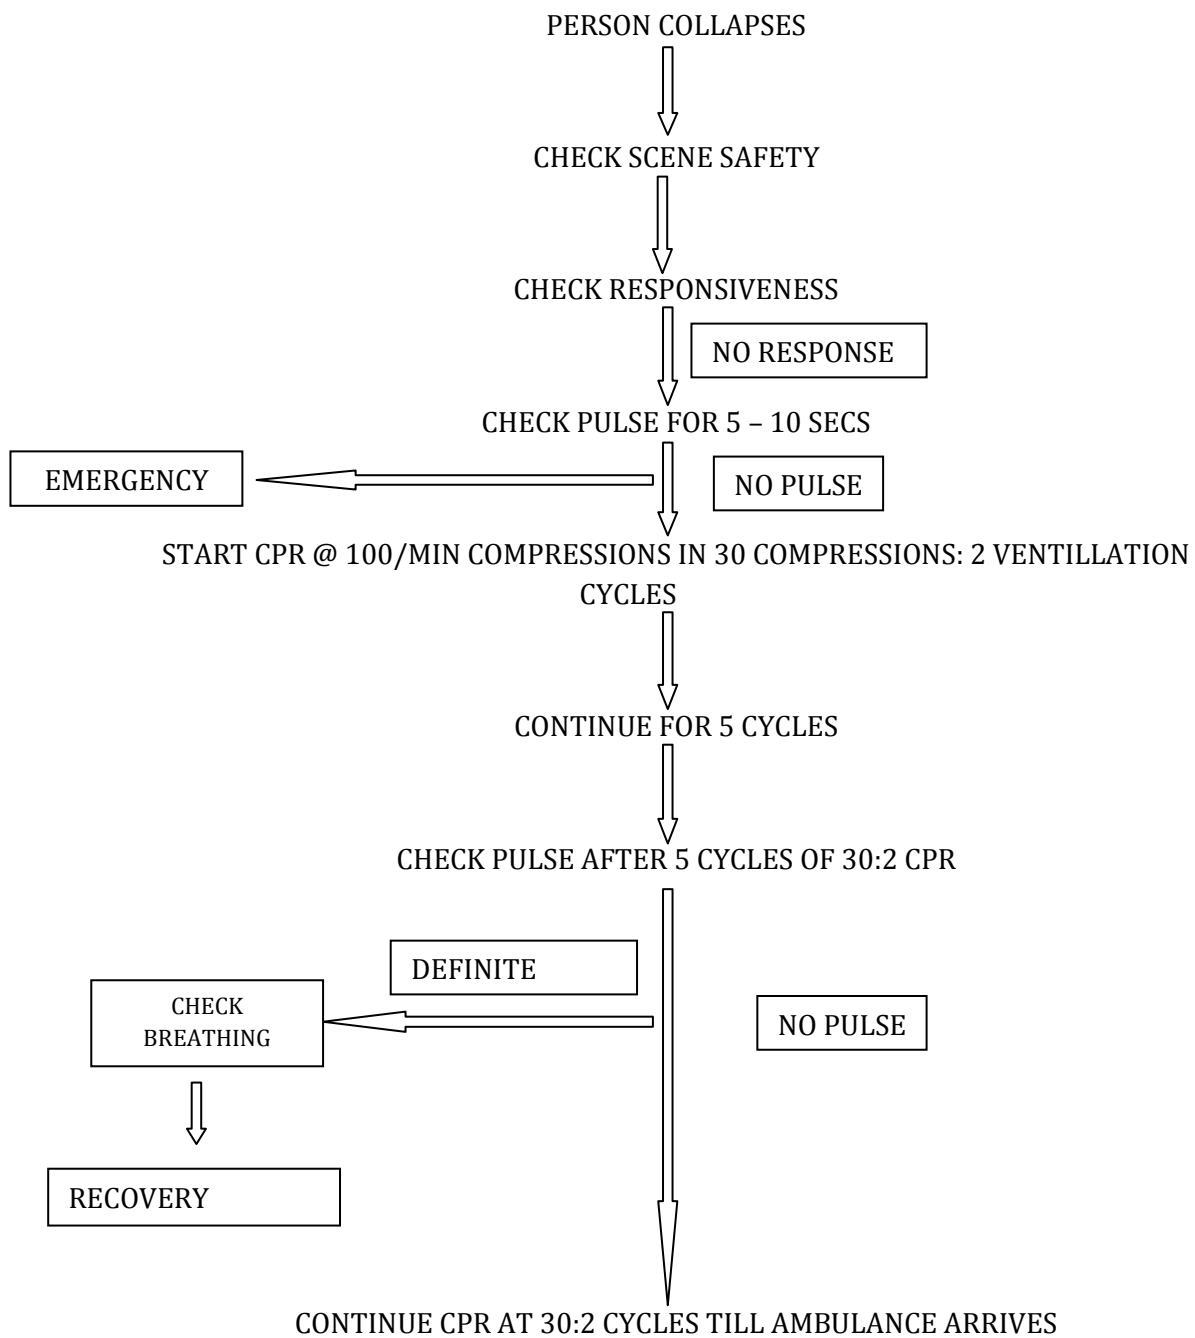 PERSON COLLAPSES
CHECK SCENE SAFETY
CHECK RESPONSIVENESS
NO RESPONSE
CHECK PULSE FOR 5 – 10 SECS
EMERGENCY
NO PULSE
START CPR @ 100/MIN COMPRESSIONS IN 30 COMPRESSIONS: 2 VENTILLATION
CYCLES
CONTINUE FOR 5 CYCLES
CHECK PULSE AFTER 5 CYCLES OF 30:2 CPR
DEFINITE
CHECK
BREATHING
NO PULSE
RECOVERY
CONTINUE CPR AT 30:2 CYCLES TILL AMBULANCE ARRIVES